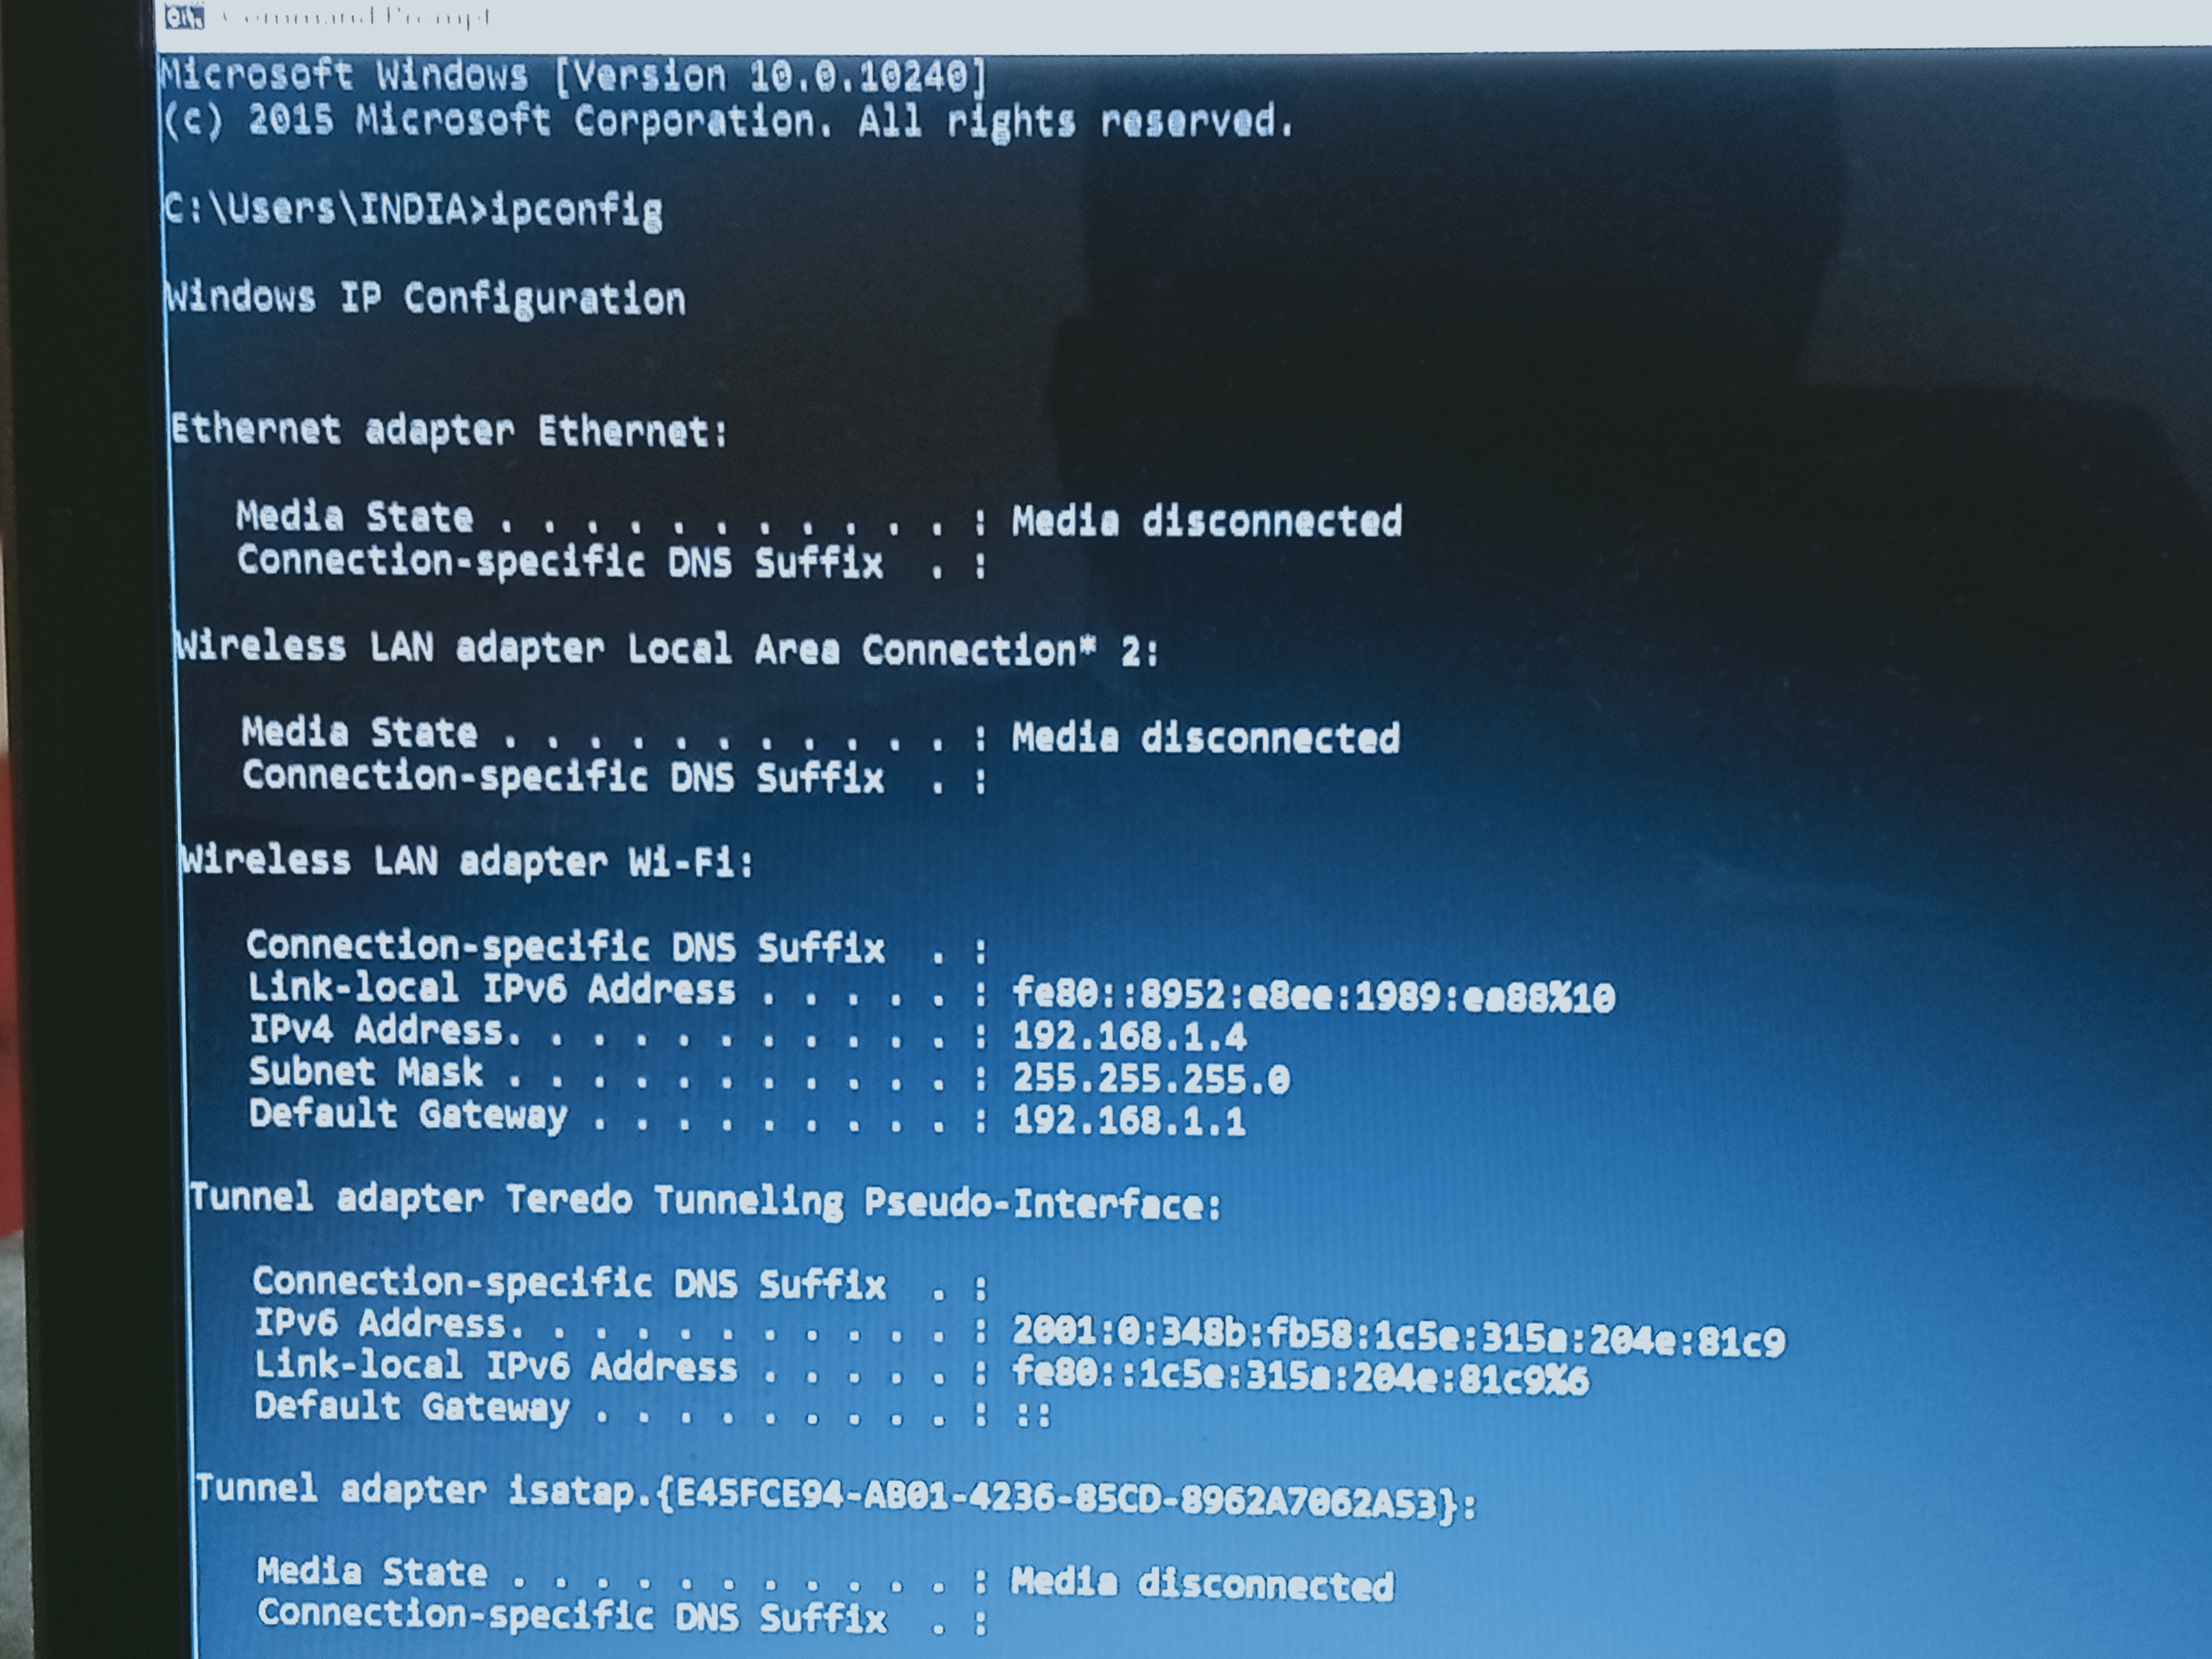 Command Prompt
Microsoft Windows [Version 10.0.10240]
(c) 2015 Microsoft Corporation. All rights reserved.
C:\Users\INDIA>ipconfig
Windows IP Configuration
Ethernet adapter Ethernet:
Media State . . . . . . . . . . . : Media disconnected
Connection-specific DNS Suffix  . :
Wireless LAN adapter Local Area Connection* 2:
Media State . . . . . . . . . . . : Media disconnected
Connection-specific DNS Suffix  . :
Wireless LAN adapter Wi-Fi:
Connection-specific DNS Suffix  . :
Link-local IPv6 Address . . . . . : fe80::8952:e8ee:1989:ea88%10
IPv4 Address. . . . . . . . . . . : 192.168.1.4
Subnet Mask . . . . . . . . . . . : 255.255.255.0
Default Gateway . . . . . . . . . : 192.168.1.1
Tunnel adapter Teredo Tunneling Pseudo-Interface:
Connection-specific DNS Suffix  . :
IPv6 Address. . . . . . . . . . . : 2001:0:348b:fb58:1c5e:315a:204e:81c9
Link-local IPv6 Address . . . . . : fe80::1c5e:315a:204e:81c9%6
Default Gateway . . . . . . . . . : ::
Tunnel adapter isatap.{E45FCE94-AB01-4236-85CD-8962A7062A53}:
Media State . . . . . . . . . . . : Media disconnected
Connection-specific DNS Suffix  . :